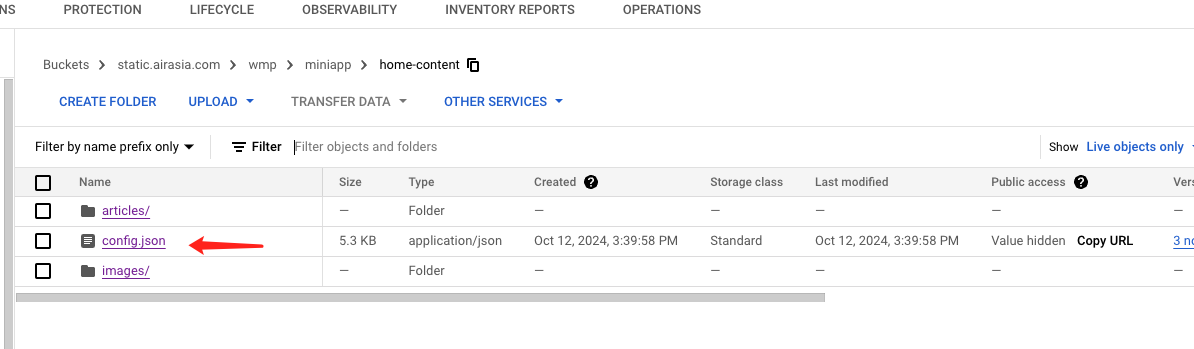 NS PROTECTION LIFECYCLE OBSERVABILITY INVENTORY REPORTS OPERATIONS
Buckets > static.airasia.com > wmp > miniapp > home-content
CREATE FOLDER UPLOAD TRANSFER DATA OTHER SERVICES
Filter by name prefix only Filter Filter objects and folders Show Live objects only
Name Size Type Created Storage class Last modified Public access Vers
articles/ — Folder — — — — —
config.json 5.3 KB application/json Oct 12, 2024, 3:39:58 PM Standard Oct 12, 2024, 3:39:58 PM Value hidden Copy URL 3 no
images/ — Folder — — — — —